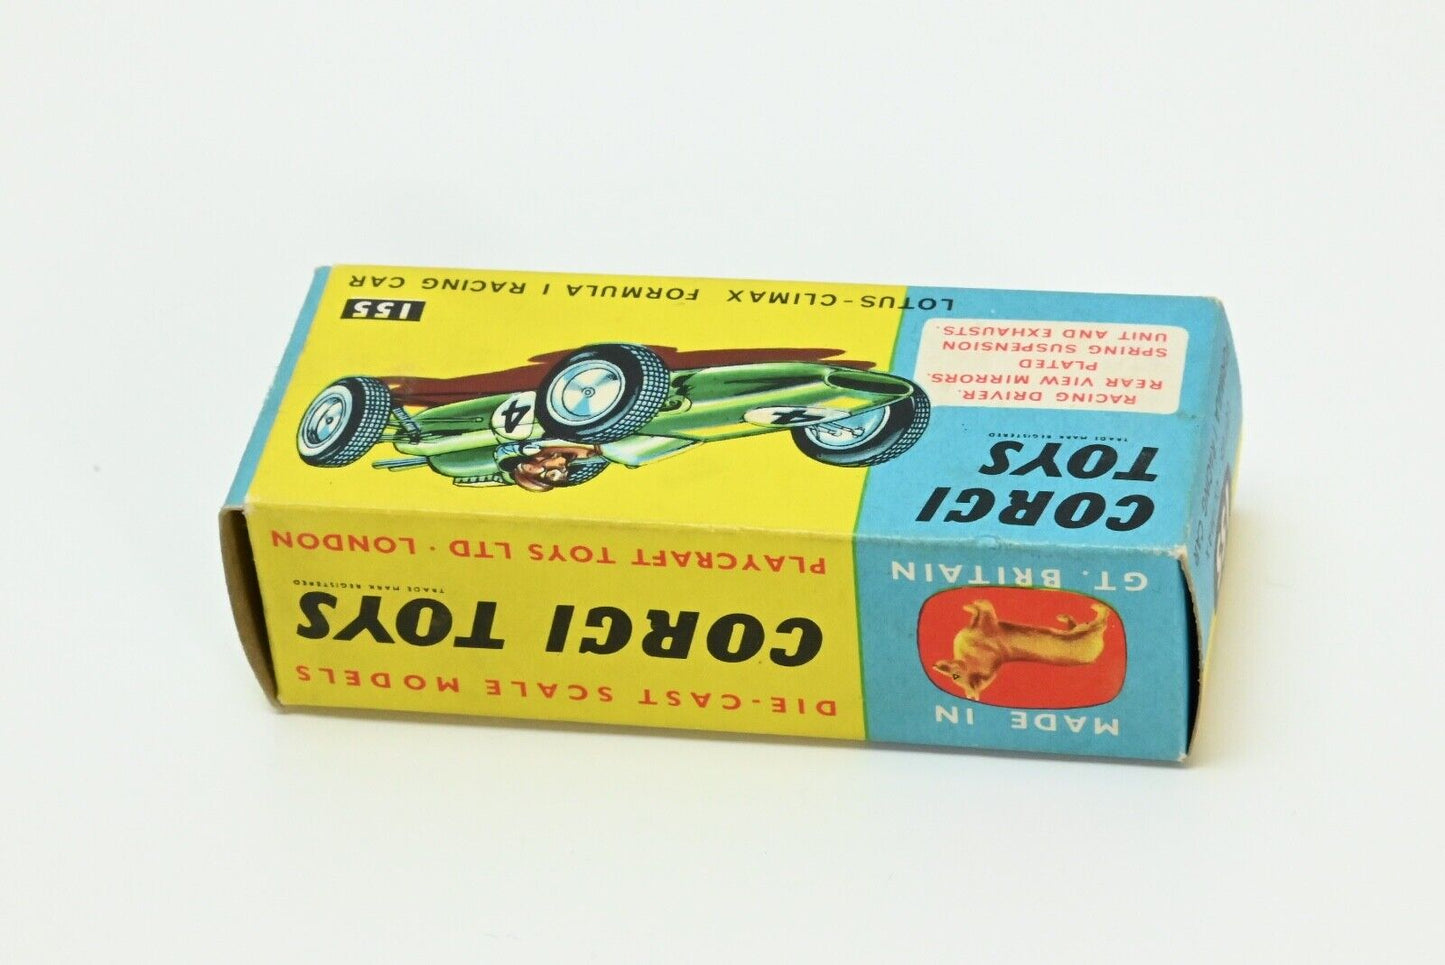 CORGI
TOYS
TRADE MARK REGISTERED
RACING DRIVER.
REAR VIEW MIRRORS.
PLATED
SPRING SUSPENSION
UNIT AND EXHAUSTS.
4
4
155
LOTUS-CLIMAX FORMULA 1 RACING CAR
MADE IN
GT. BRITAIN
DIE-CAST SCALE MODELS
CORGI TOYS
TRADE MARK REGISTERED
PLAYCRAFT TOYS LTD · LONDON